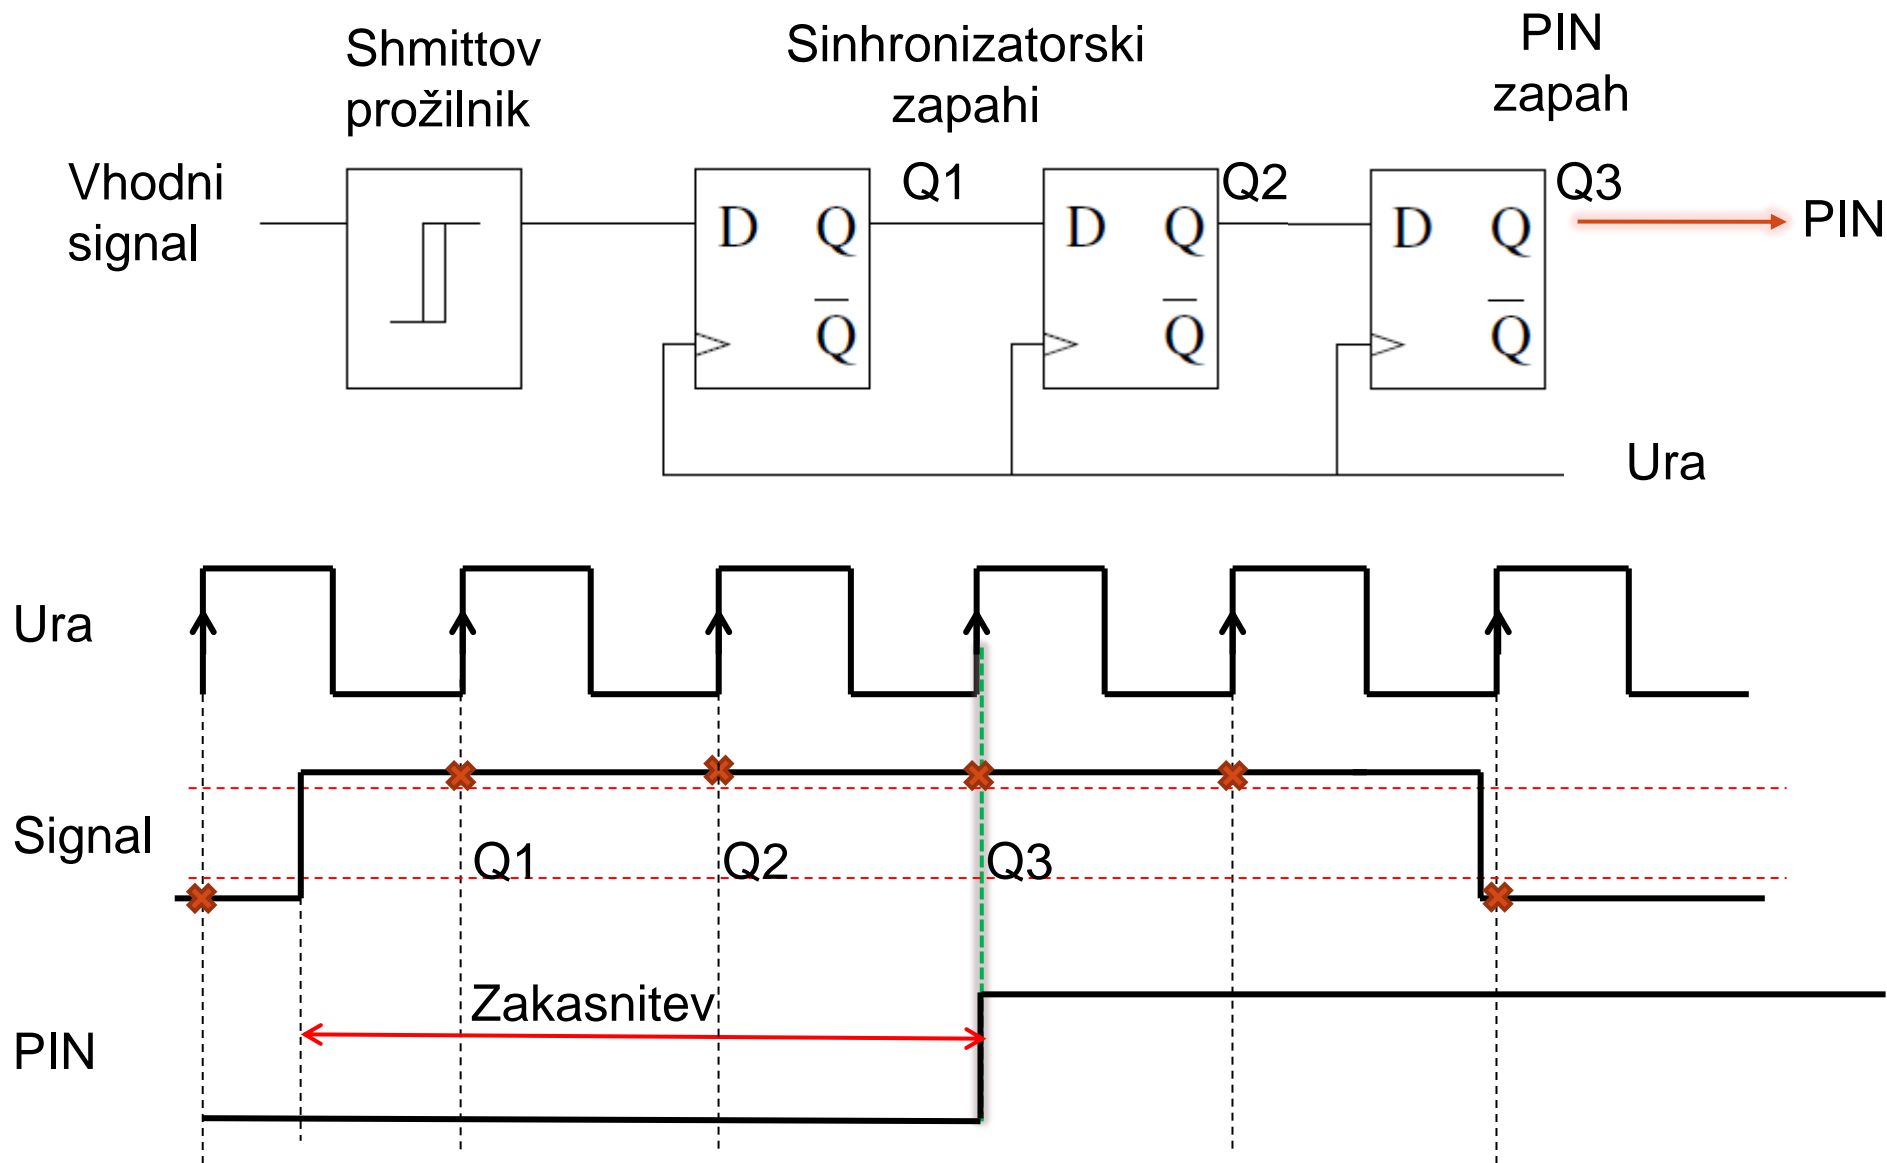 Shmittov
prožilnik
Sinhronizatorski
zapahi
PIN
zapah
Vhodni
signal
Q1
Q2
Q3
PIN
D Q
Q̅
D Q
Q̅
D Q
Q̅
Ura
Ura
Signal
Q1
Q2
Q3
Zakasnitev
PIN